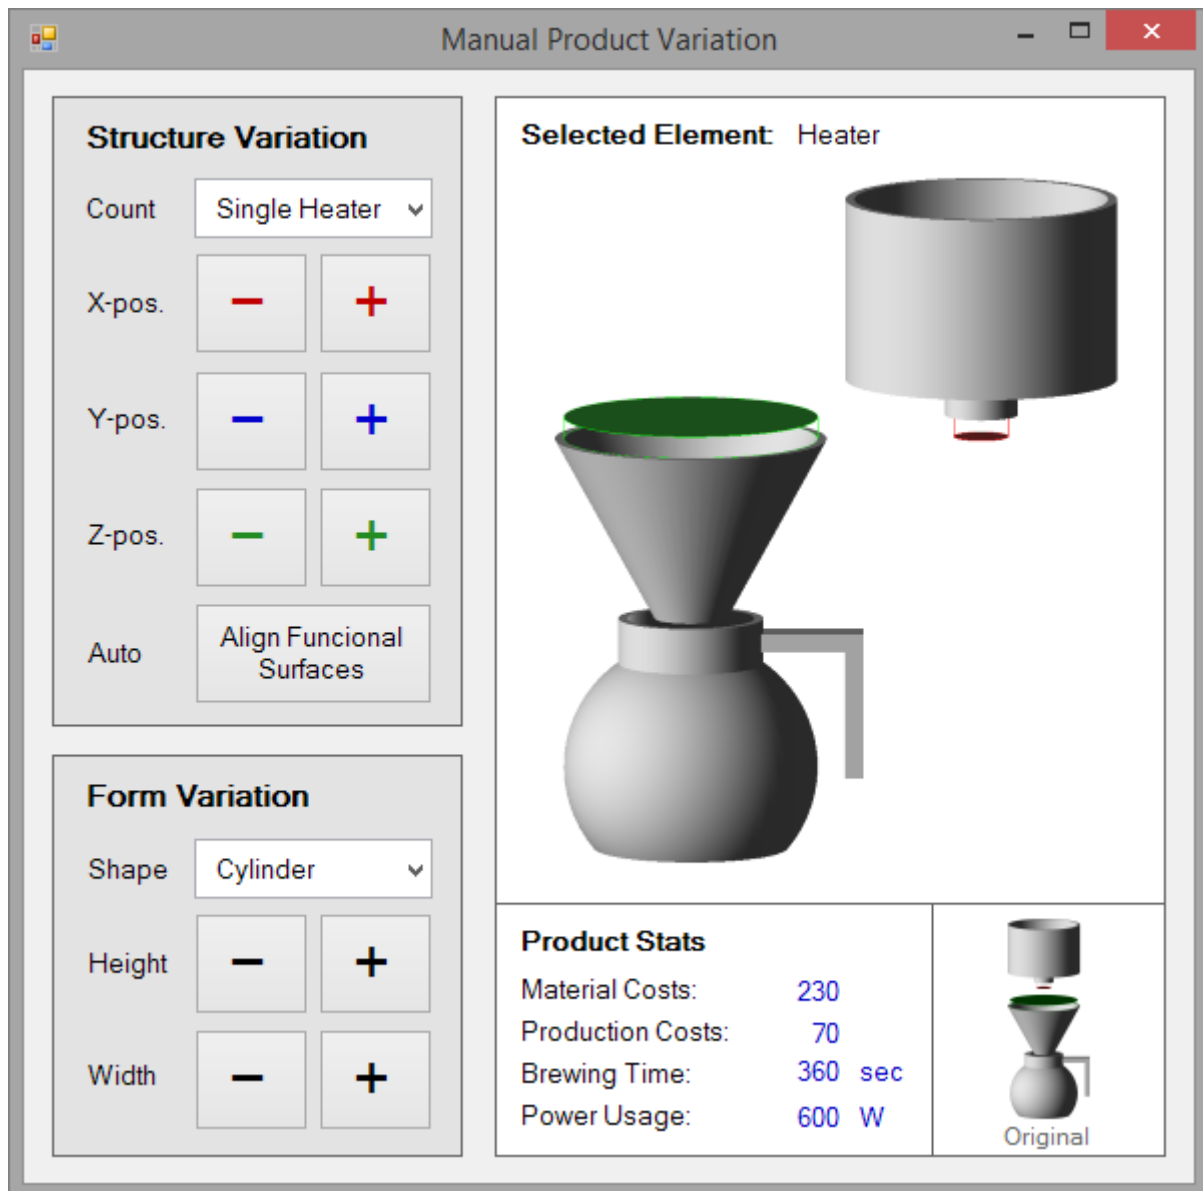 Manual Product Variation
Structure Variation
Count Single Heater
X-pos. − +
Y-pos. − +
Z-pos. − +
Auto Align Funcional
Surfaces
Form Variation
Shape Cylinder
Height − +
Width − +
Selected Element: Heater
Product Stats
Material Costs: 230
Production Costs: 70
Brewing Time: 360 sec
Power Usage: 600 W
Original